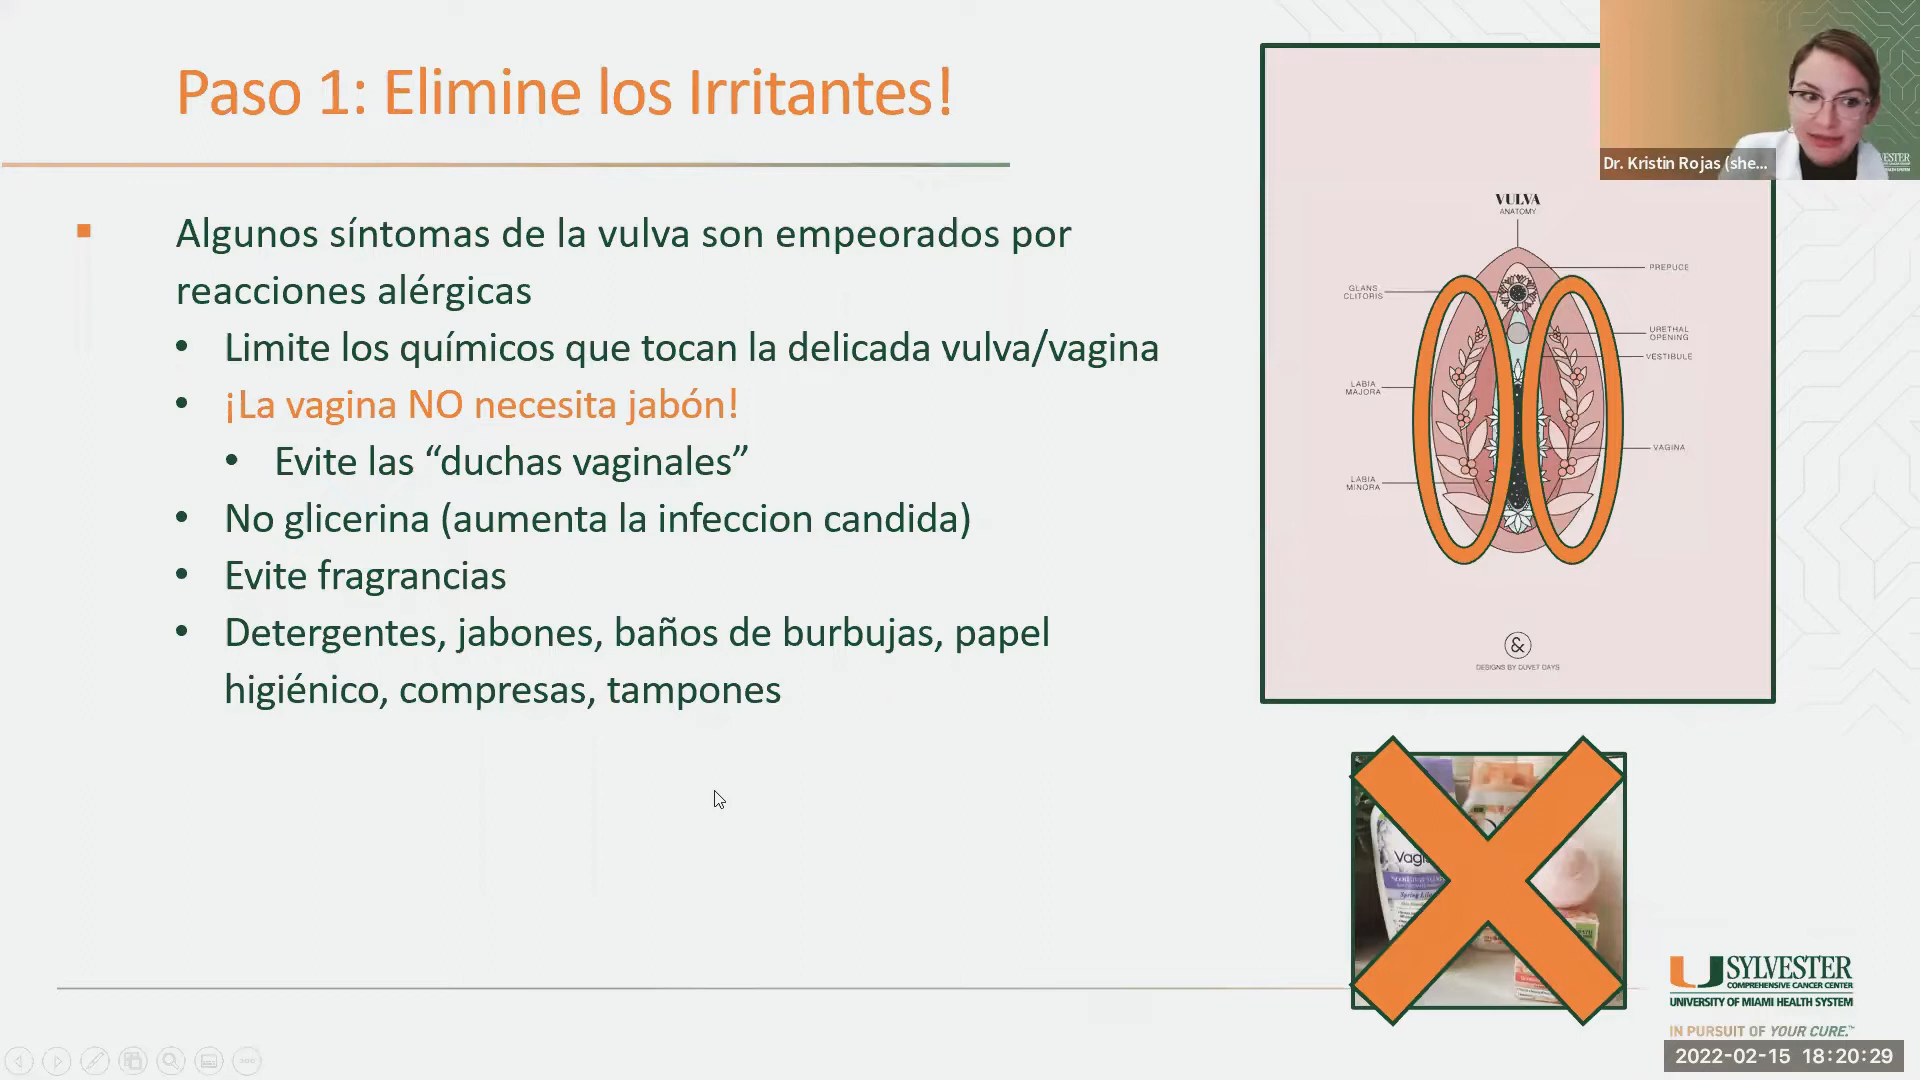 Paso 1: Elimine los Irritantes!
Dr. Kristin Rojas (she...
Algunos síntomas de la vulva son empeorados por
reacciones alérgicas
Limite los químicos que tocan la delicada vulva/vagina
¡La vagina NO necesita jabón!
Evite las “duchas vaginales”
No glicerina (aumenta la infeccion candida)
Evite fragrancias
Detergentes, jabones, baños de burbujas, papel
higiénico, compresas, tampones
VULVA
ANATOMY
PREPUCE
GLANS
CLITORIS
URETHAL
OPENING
VESTIBULE
LABIA
MAJORA
VAGINA
LABIA
MINORA
&
DESIGNS BY DUVET DAYS
SYLVESTER
COMPREHENSIVE CANCER CENTER
UNIVERSITY OF MIAMI HEALTH SYSTEM
IN PURSUIT OF YOUR CURE.™
2022-02-15 18:20:29